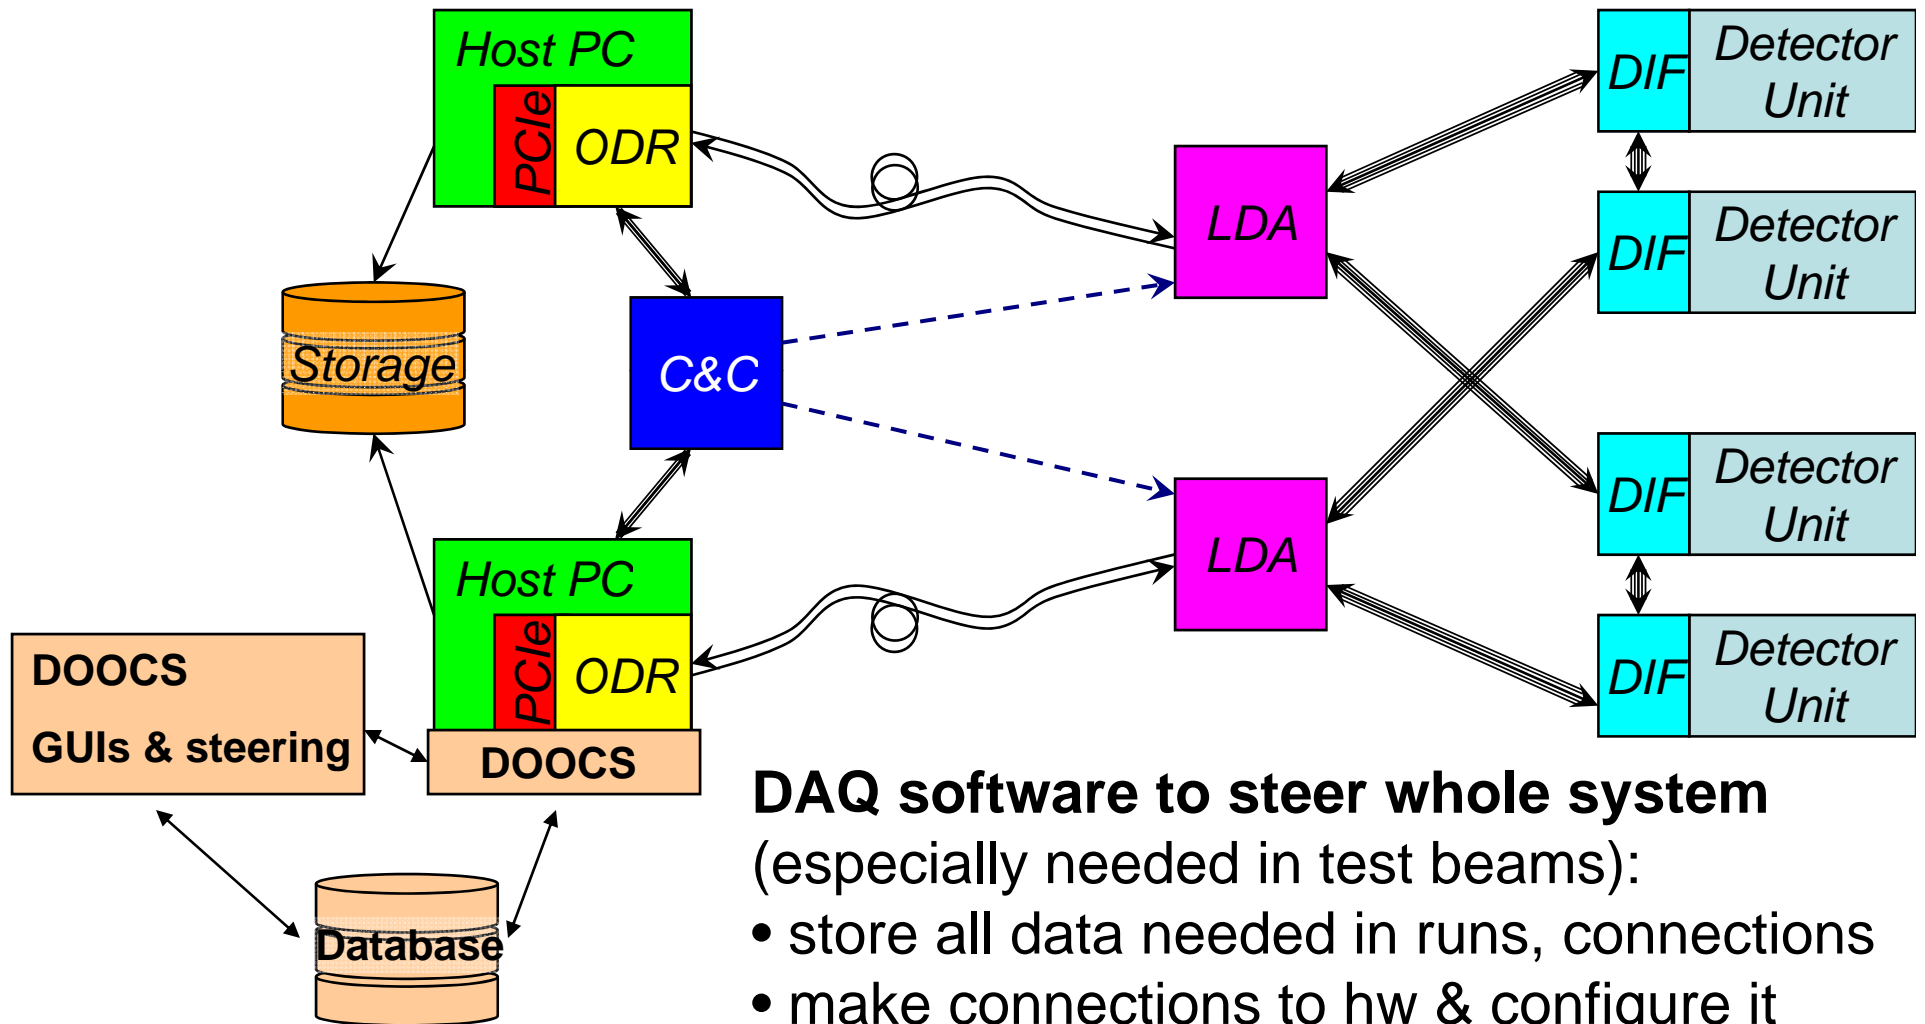 Host PC
PCIe
ODR
LDA
DIF
Detector
Unit
DIF
Detector
Unit
Storage
C&C
Host PC
PCIe
ODR
LDA
DIF
Detector
Unit
DIF
Detector
Unit
DOOCS
GUIs & steering
DOOCS
Database
DAQ software to steer whole system
(especially needed in test beams):
• store all data needed in runs, connections
• make connections to hw & configure it